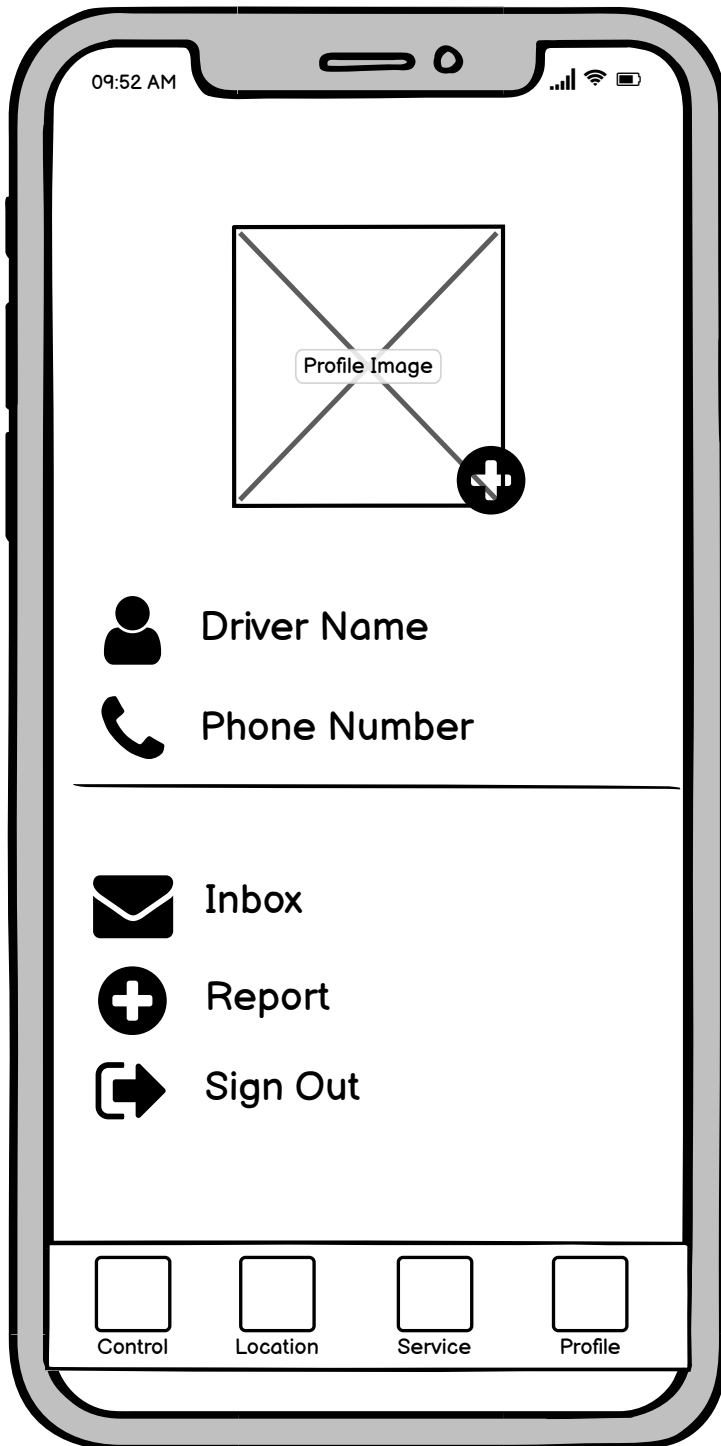 09:52 AM
Profile Image
Driver Name
Phone Number
Inbox
Report
Sign Out
Control
Location
Service
Profile